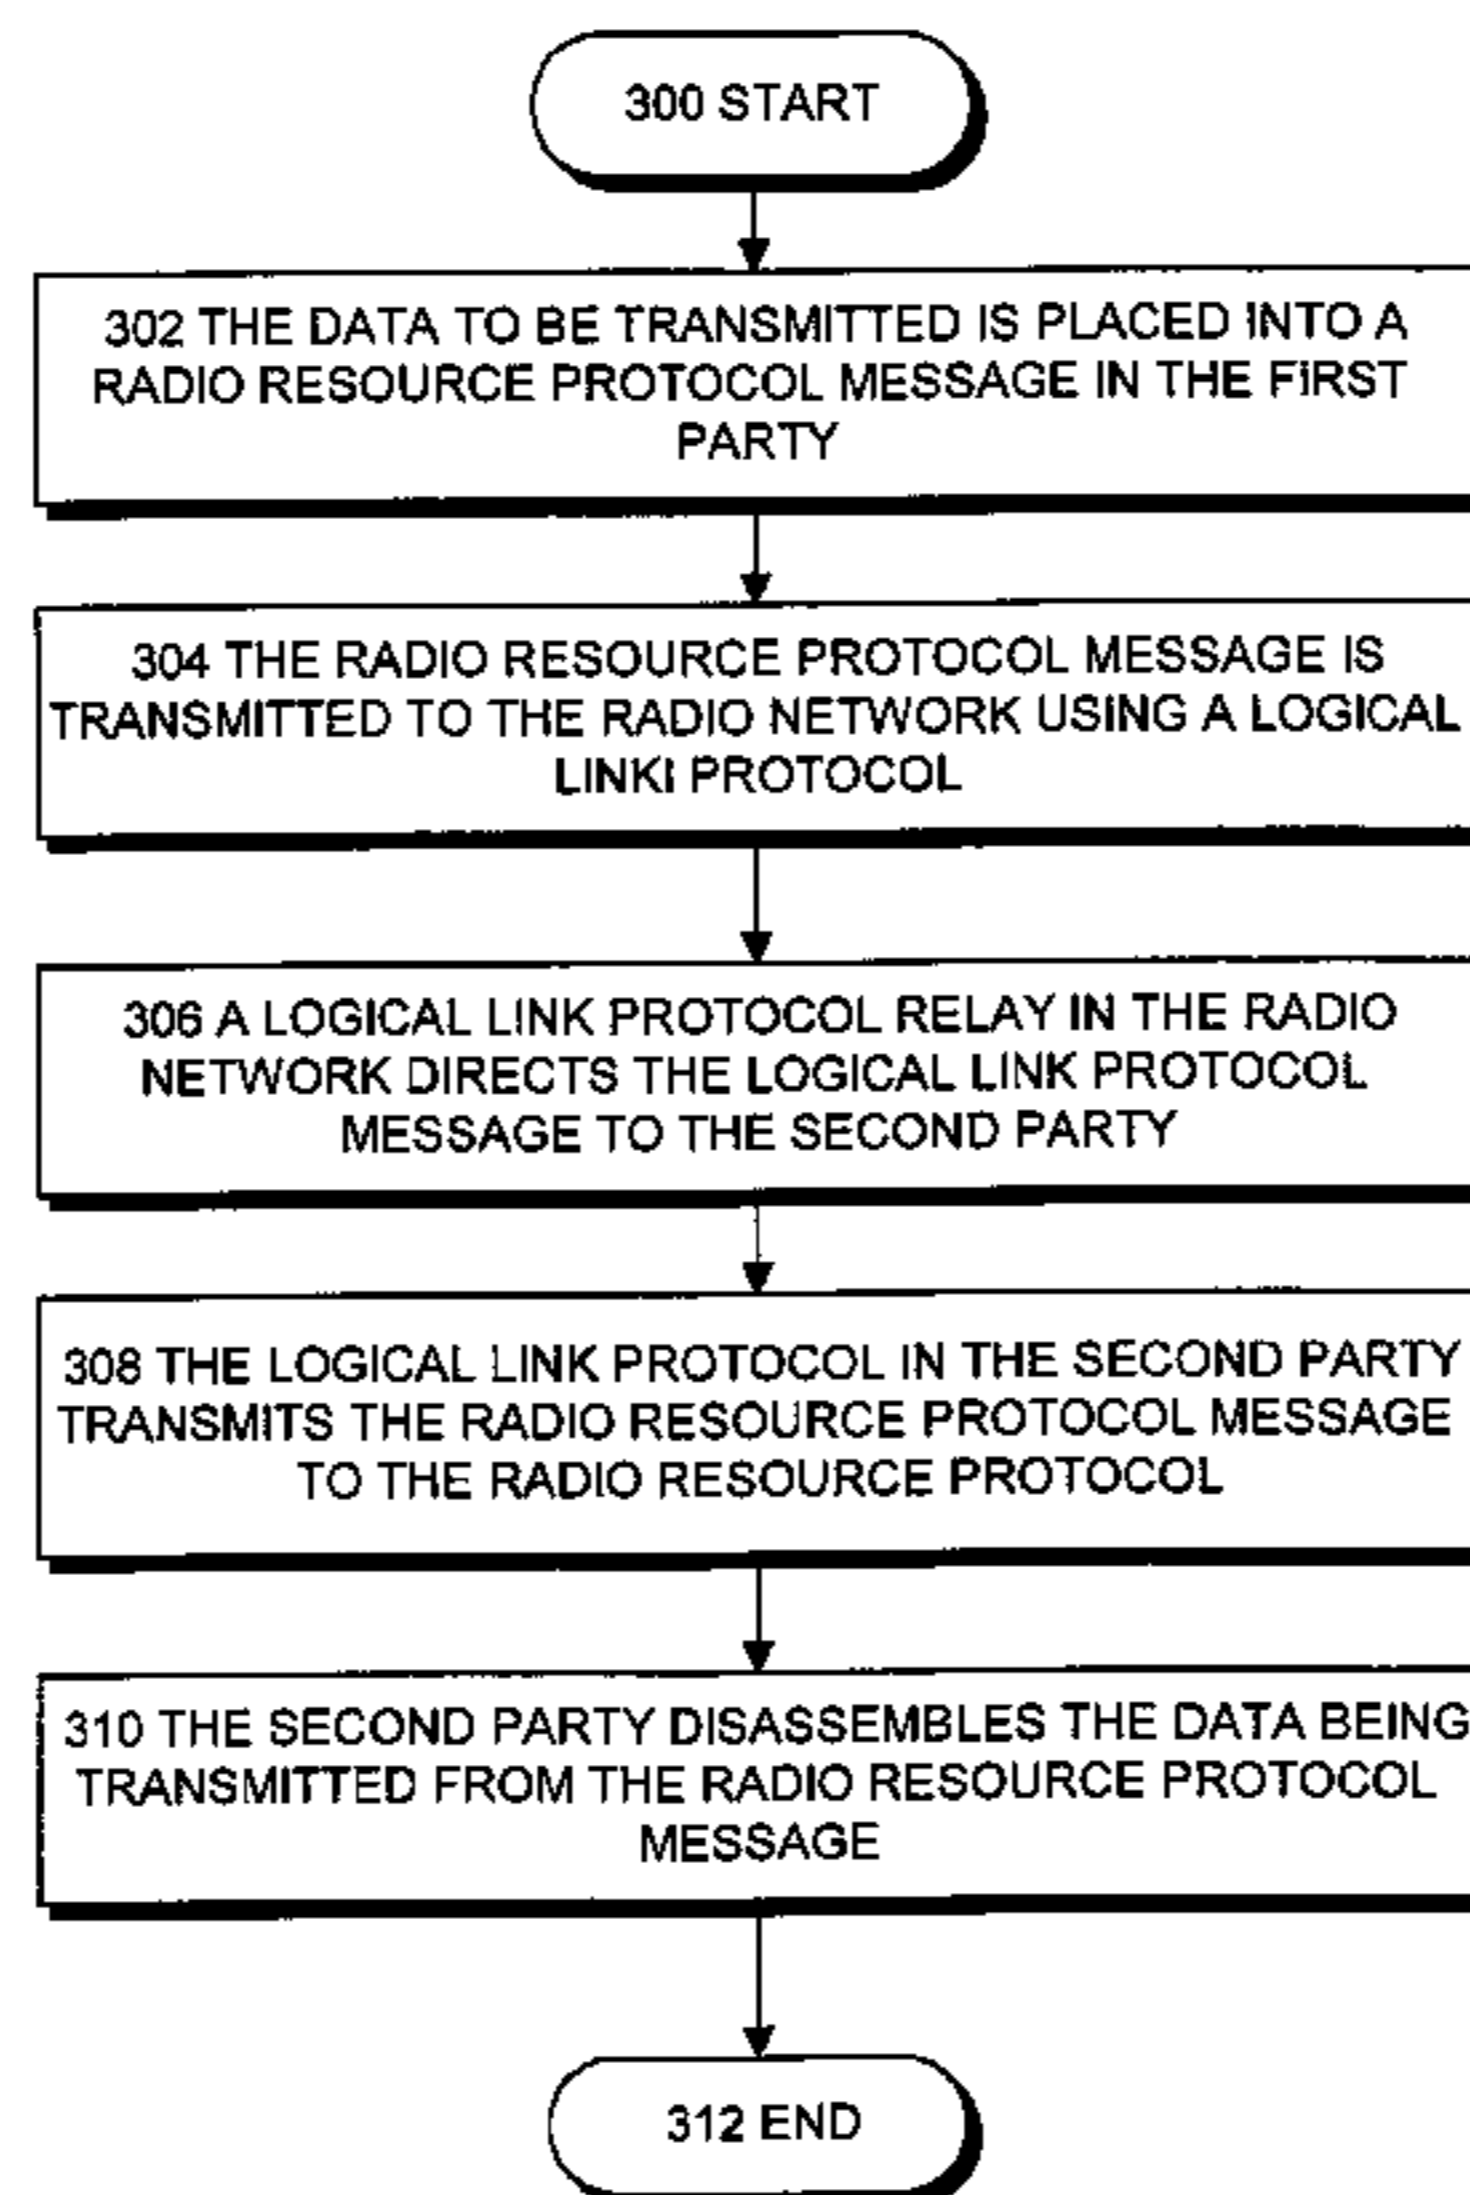 300 START
302 THE DATA TO BE TRANSMITTED IS PLACED INTO A
RADIO RESOURCE PROTOCOL MESSAGE IN THE FIRST
PARTY
304 THE RADIO RESOURCE PROTOCOL MESSAGE IS
TRANSMITTED TO THE RADIO NETWORK USING A LOGICAL
LINKI PROTOCOL
306 A LOGICAL LINK PROTOCOL RELAY IN THE RADIO
NETWORK DIRECTS THE LOGICAL LINK PROTOCOL
MESSAGE TO THE SECOND PARTY
308 THE LOGICAL LINK PROTOCOL IN THE SECOND PARTY
TRANSMITS THE RADIO RESOURCE PROTOCOL MESSAGE
TO THE RADIO RESOURCE PROTOCOL
310 THE SECOND PARTY DISASSEMBLES THE DATA BEING
TRANSMITTED FROM THE RADIO RESOURCE PROTOCOL
MESSAGE
312 END